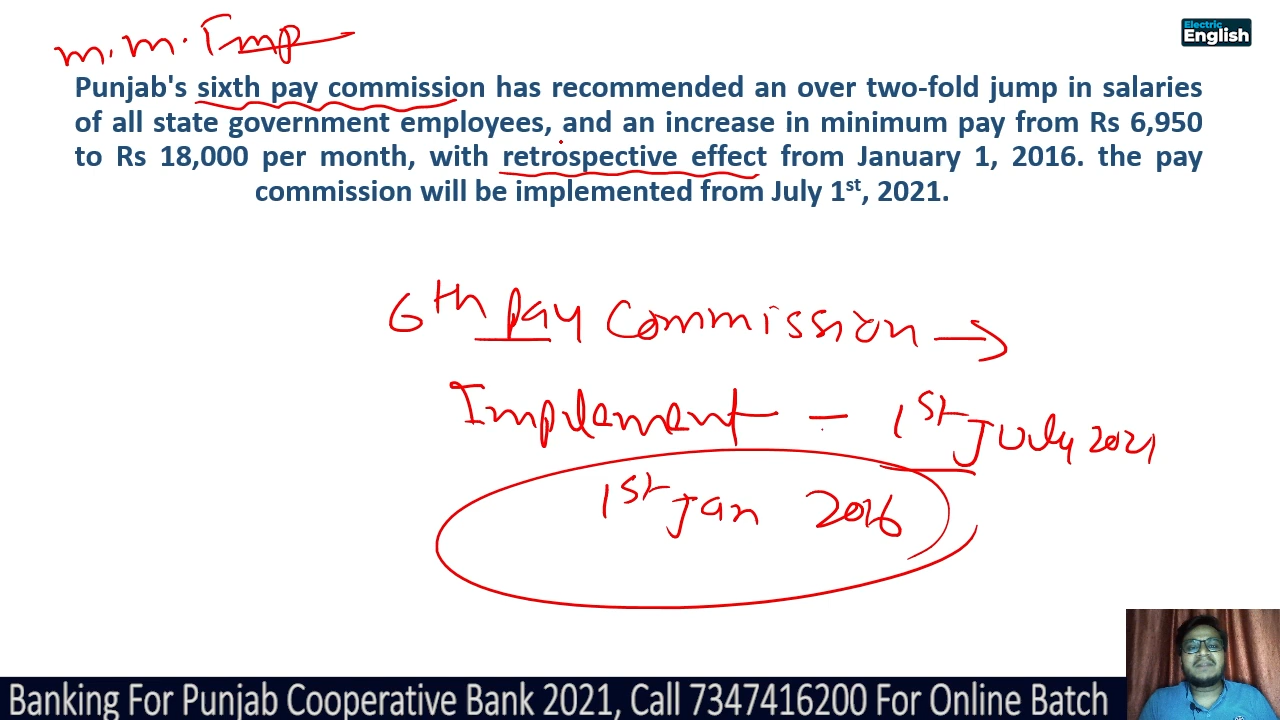 Electric
English
m.m. Imp
Punjab's sixth pay commission has recommended an over two-fold jump in salaries
of all state government employees, and an increase in minimum pay from Rs 6,950
to Rs 18,000 per month, with retrospective effect from January 1, 2016. the pay
commission will be implemented from July 1st, 2021.
6th pay Commission →
Implement - 1st July 2021
1st Jan 2016
Banking For Punjab Cooperative Bank 2021, Call 7347416200 For Online Batch